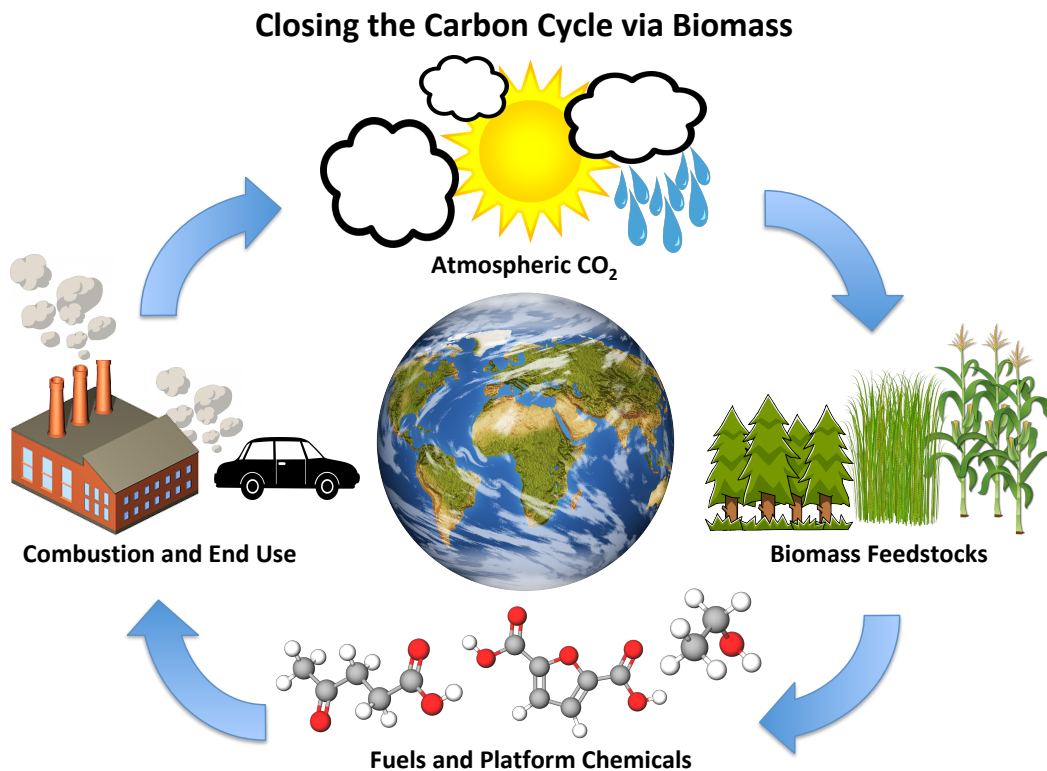 Closing the Carbon Cycle via Biomass
Atmospheric CO₂
Combustion and End Use
Biomass Feedstocks
Fuels and Platform Chemicals